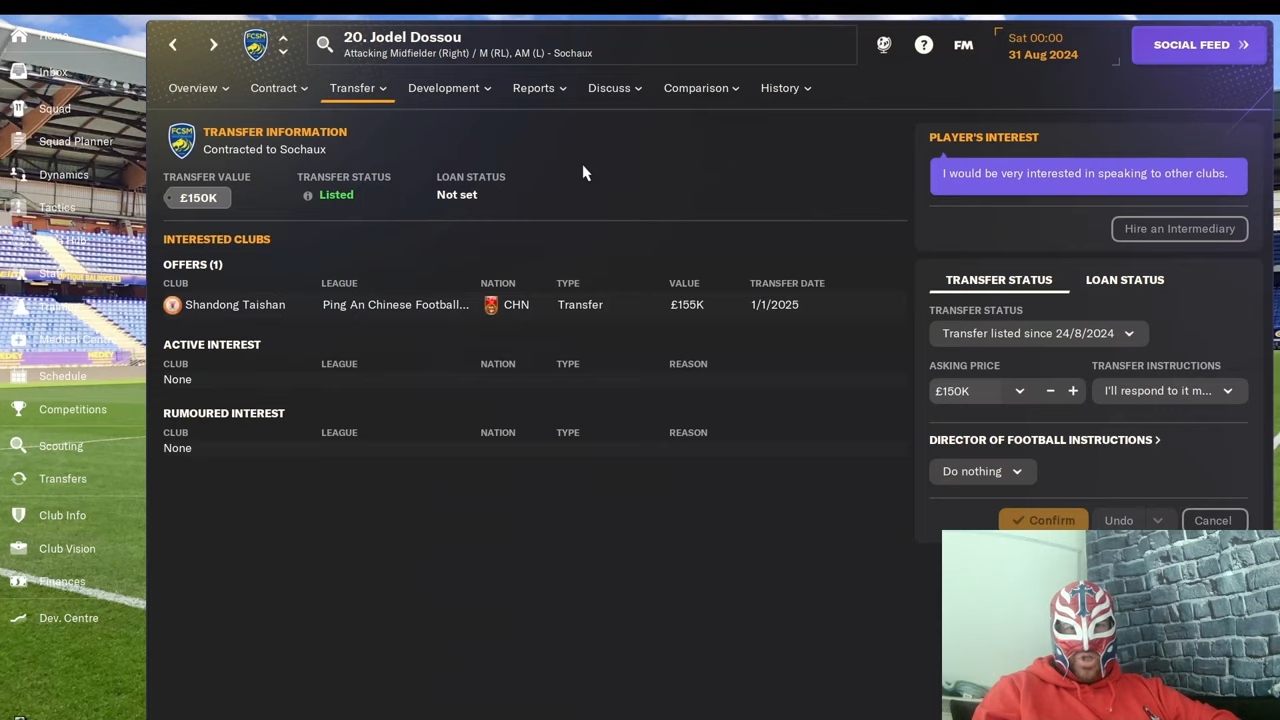 Home
20. Jodel Dossou
Attacking Midfielder (Right) / M (RL), AM (L) - Sochaux
FM
Sat 00:00
31 Aug 2024
SOCIAL FEED
Inbox
Squad
Squad Planner
Dynamics
Tactics
Medical Centre
Schedule
Competitions
Scouting
Transfers
Club Info
Club Vision
Finances
Dev. Centre
Overview
Contract
Transfer
Development
Reports
Discuss
Comparison
History
FCSM
TRANSFER INFORMATION
Contracted to Sochaux
TRANSFER VALUE
TRANSFER STATUS
LOAN STATUS
£150K
Listed
Not set
INTERESTED CLUBS
OFFERS (1)
CLUB LEAGUE NATION TYPE VALUE TRANSFER DATE
Shandong Taishan Ping An Chinese Football... CHN Transfer £155K 1/1/2025
ACTIVE INTEREST
CLUB LEAGUE NATION TYPE REASON
None
RUMOURED INTEREST
CLUB LEAGUE NATION TYPE REASON
None
PLAYER'S INTEREST
I would be very interested in speaking to other clubs.
Hire an Intermediary
TRANSFER STATUS LOAN STATUS
TRANSFER STATUS
Transfer listed since 24/8/2024
ASKING PRICE TRANSFER INSTRUCTIONS
£150K - + I'll respond to it m...
DIRECTOR OF FOOTBALL INSTRUCTIONS >
Do nothing
Confirm Undo Cancel